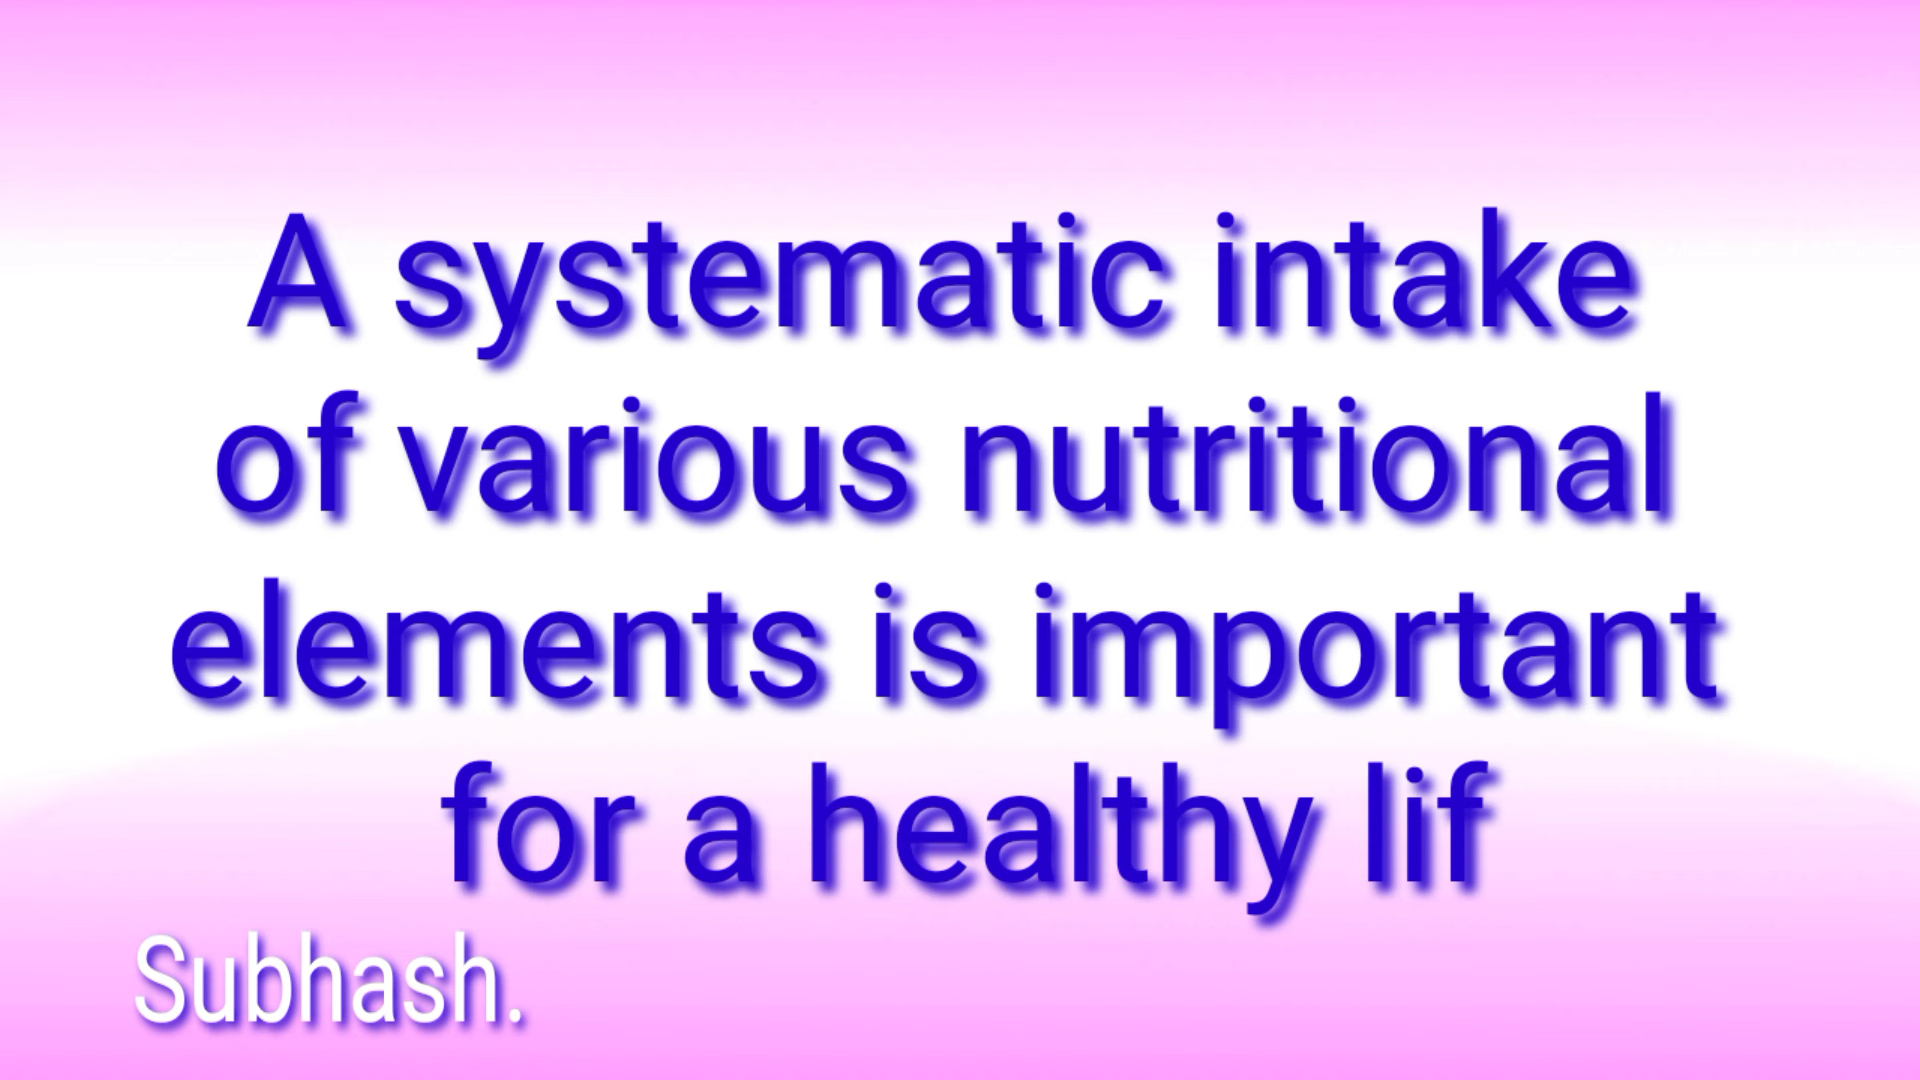 A systematic intake
of various nutritional
elements is important
for a healthy lif
Subhash.